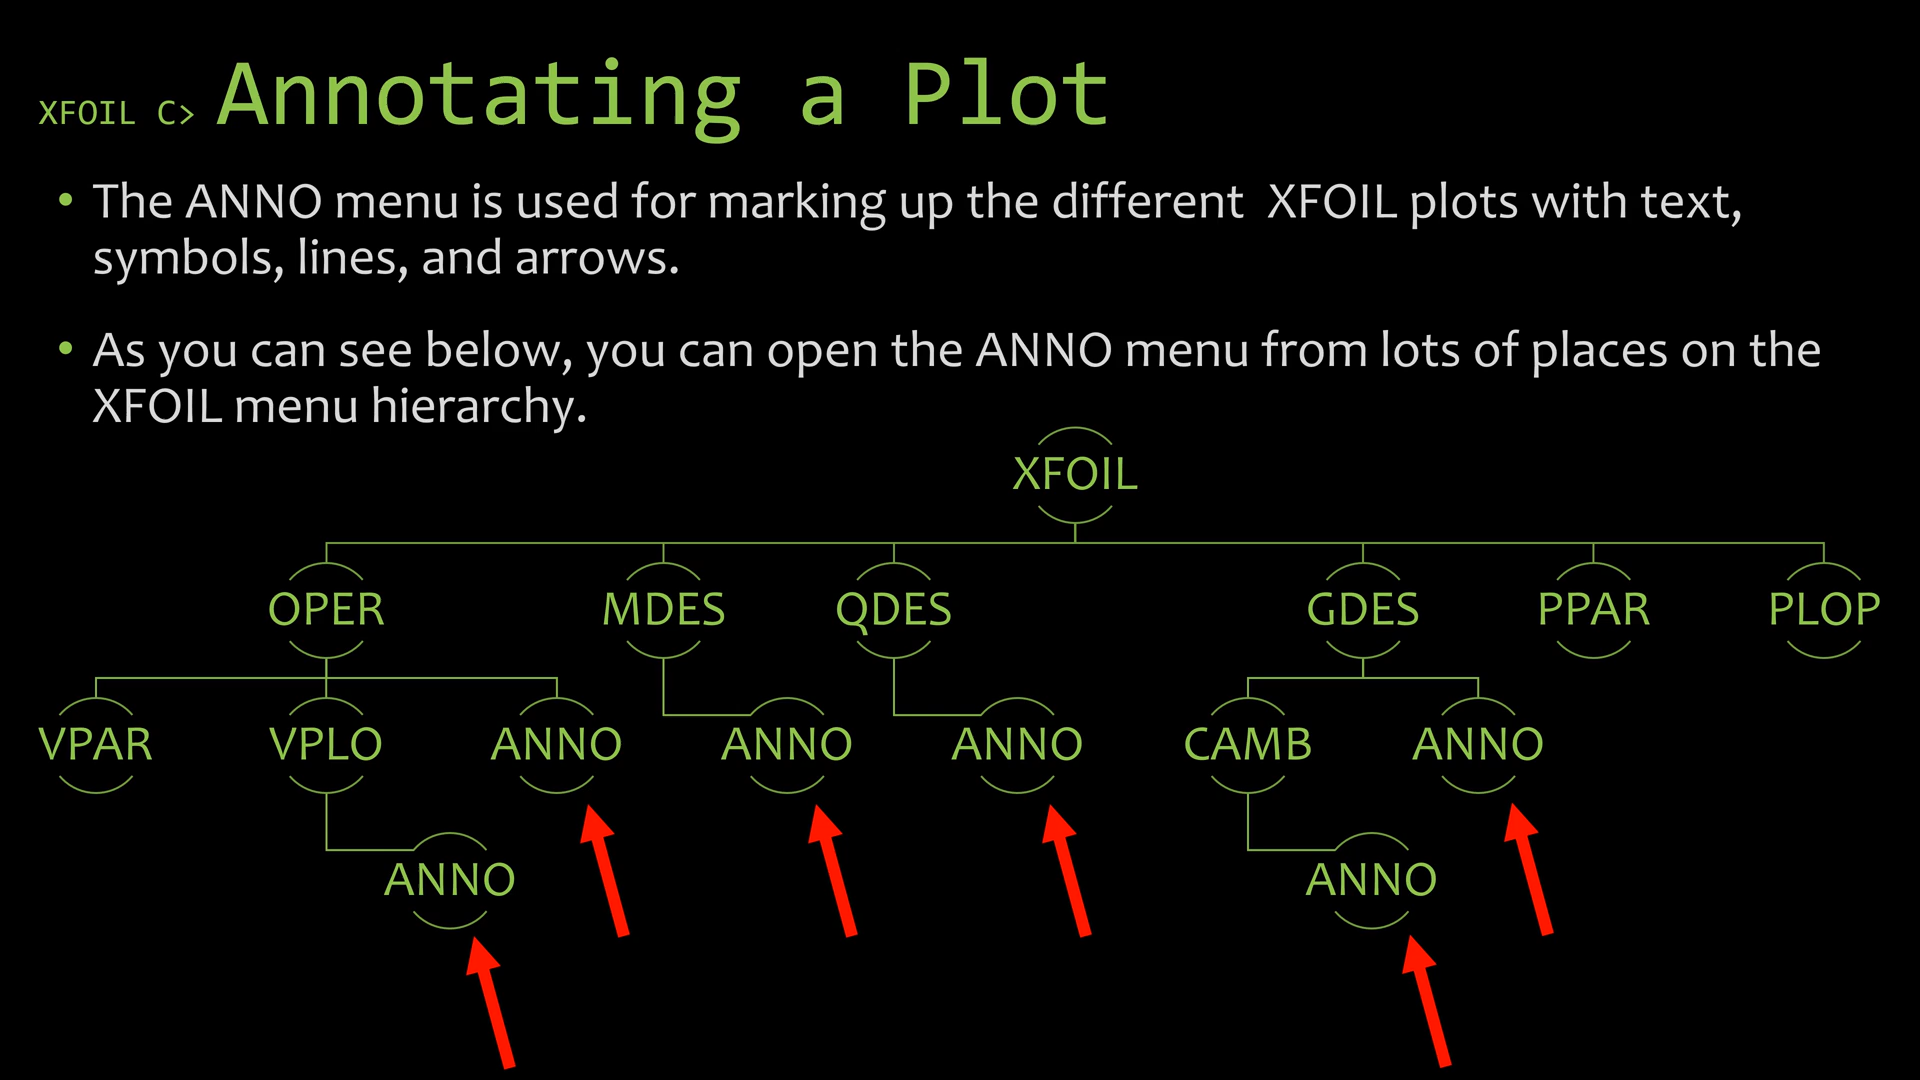 XFOIL C> Annotating a Plot
• The ANNO menu is used for marking up the different  XFOIL plots with text,
symbols, lines, and arrows.
• As you can see below, you can open the ANNO menu from lots of places on the
XFOIL menu hierarchy.
XFOIL
OPER MDES QDES GDES PPAR PLOP
VPAR VPLO ANNO ANNO ANNO CAMB ANNO
ANNO ANNO